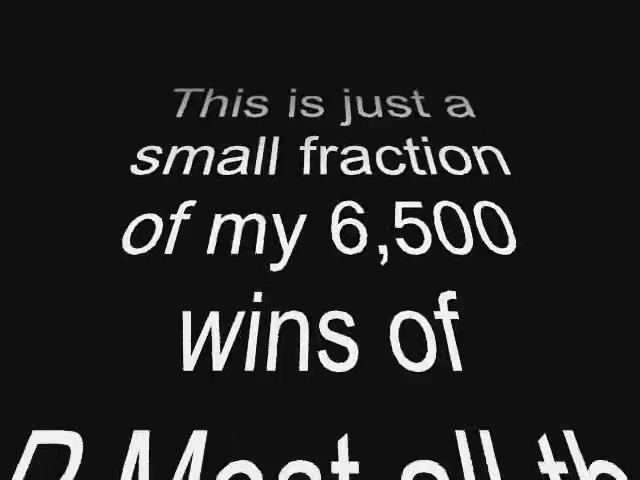 This is just a
small fraction
of my 6,500
wins of